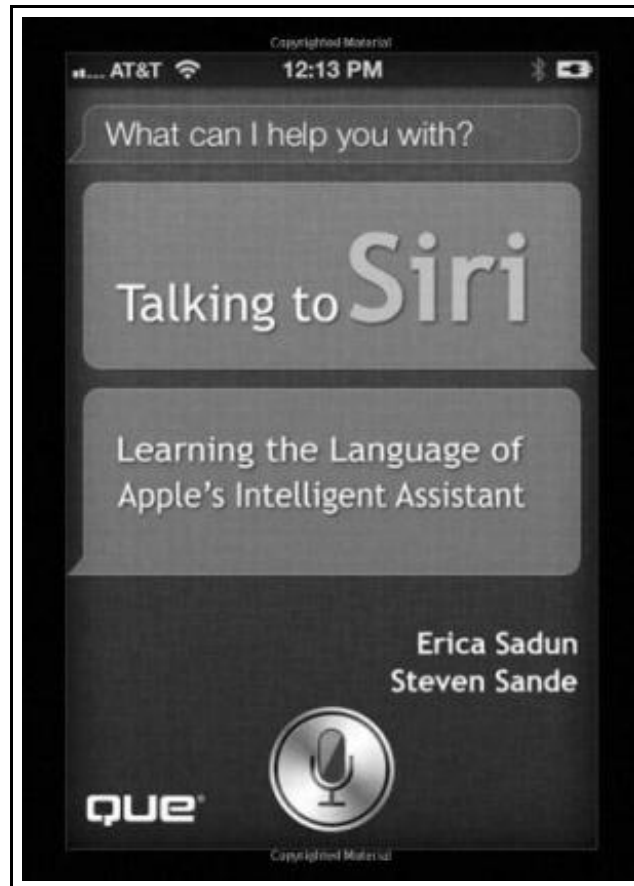 Copyrighted Material
... AT&T 12:13 PM
What can I help you with?
Talking to Siri
Learning the Language of
Apple's Intelligent Assistant
Erica Sadun
Steven Sande
que®
Copyrighted Material